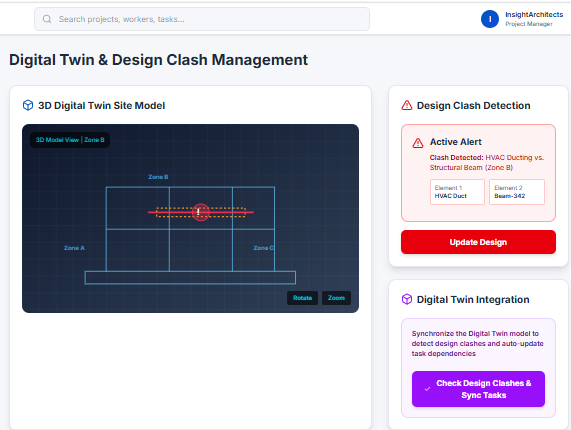 Search projects, workers, tasks...
I
InsightArchitects
Project Manager
Digital Twin & Design Clash Management
3D Digital Twin Site Model
3D Model View | Zone B
Zone B
!
Zone A
Zone C
Rotate
Zoom
Design Clash Detection
Active Alert
Clash Detected: HVAC Ducting vs.
Structural Beam (Zone B)
Element 1
HVAC Duct
Element 2
Beam-342
Update Design
Digital Twin Integration
Synchronize the Digital Twin model to
detect design clashes and auto-update
task dependencies
Check Design Clashes &
Sync Tasks